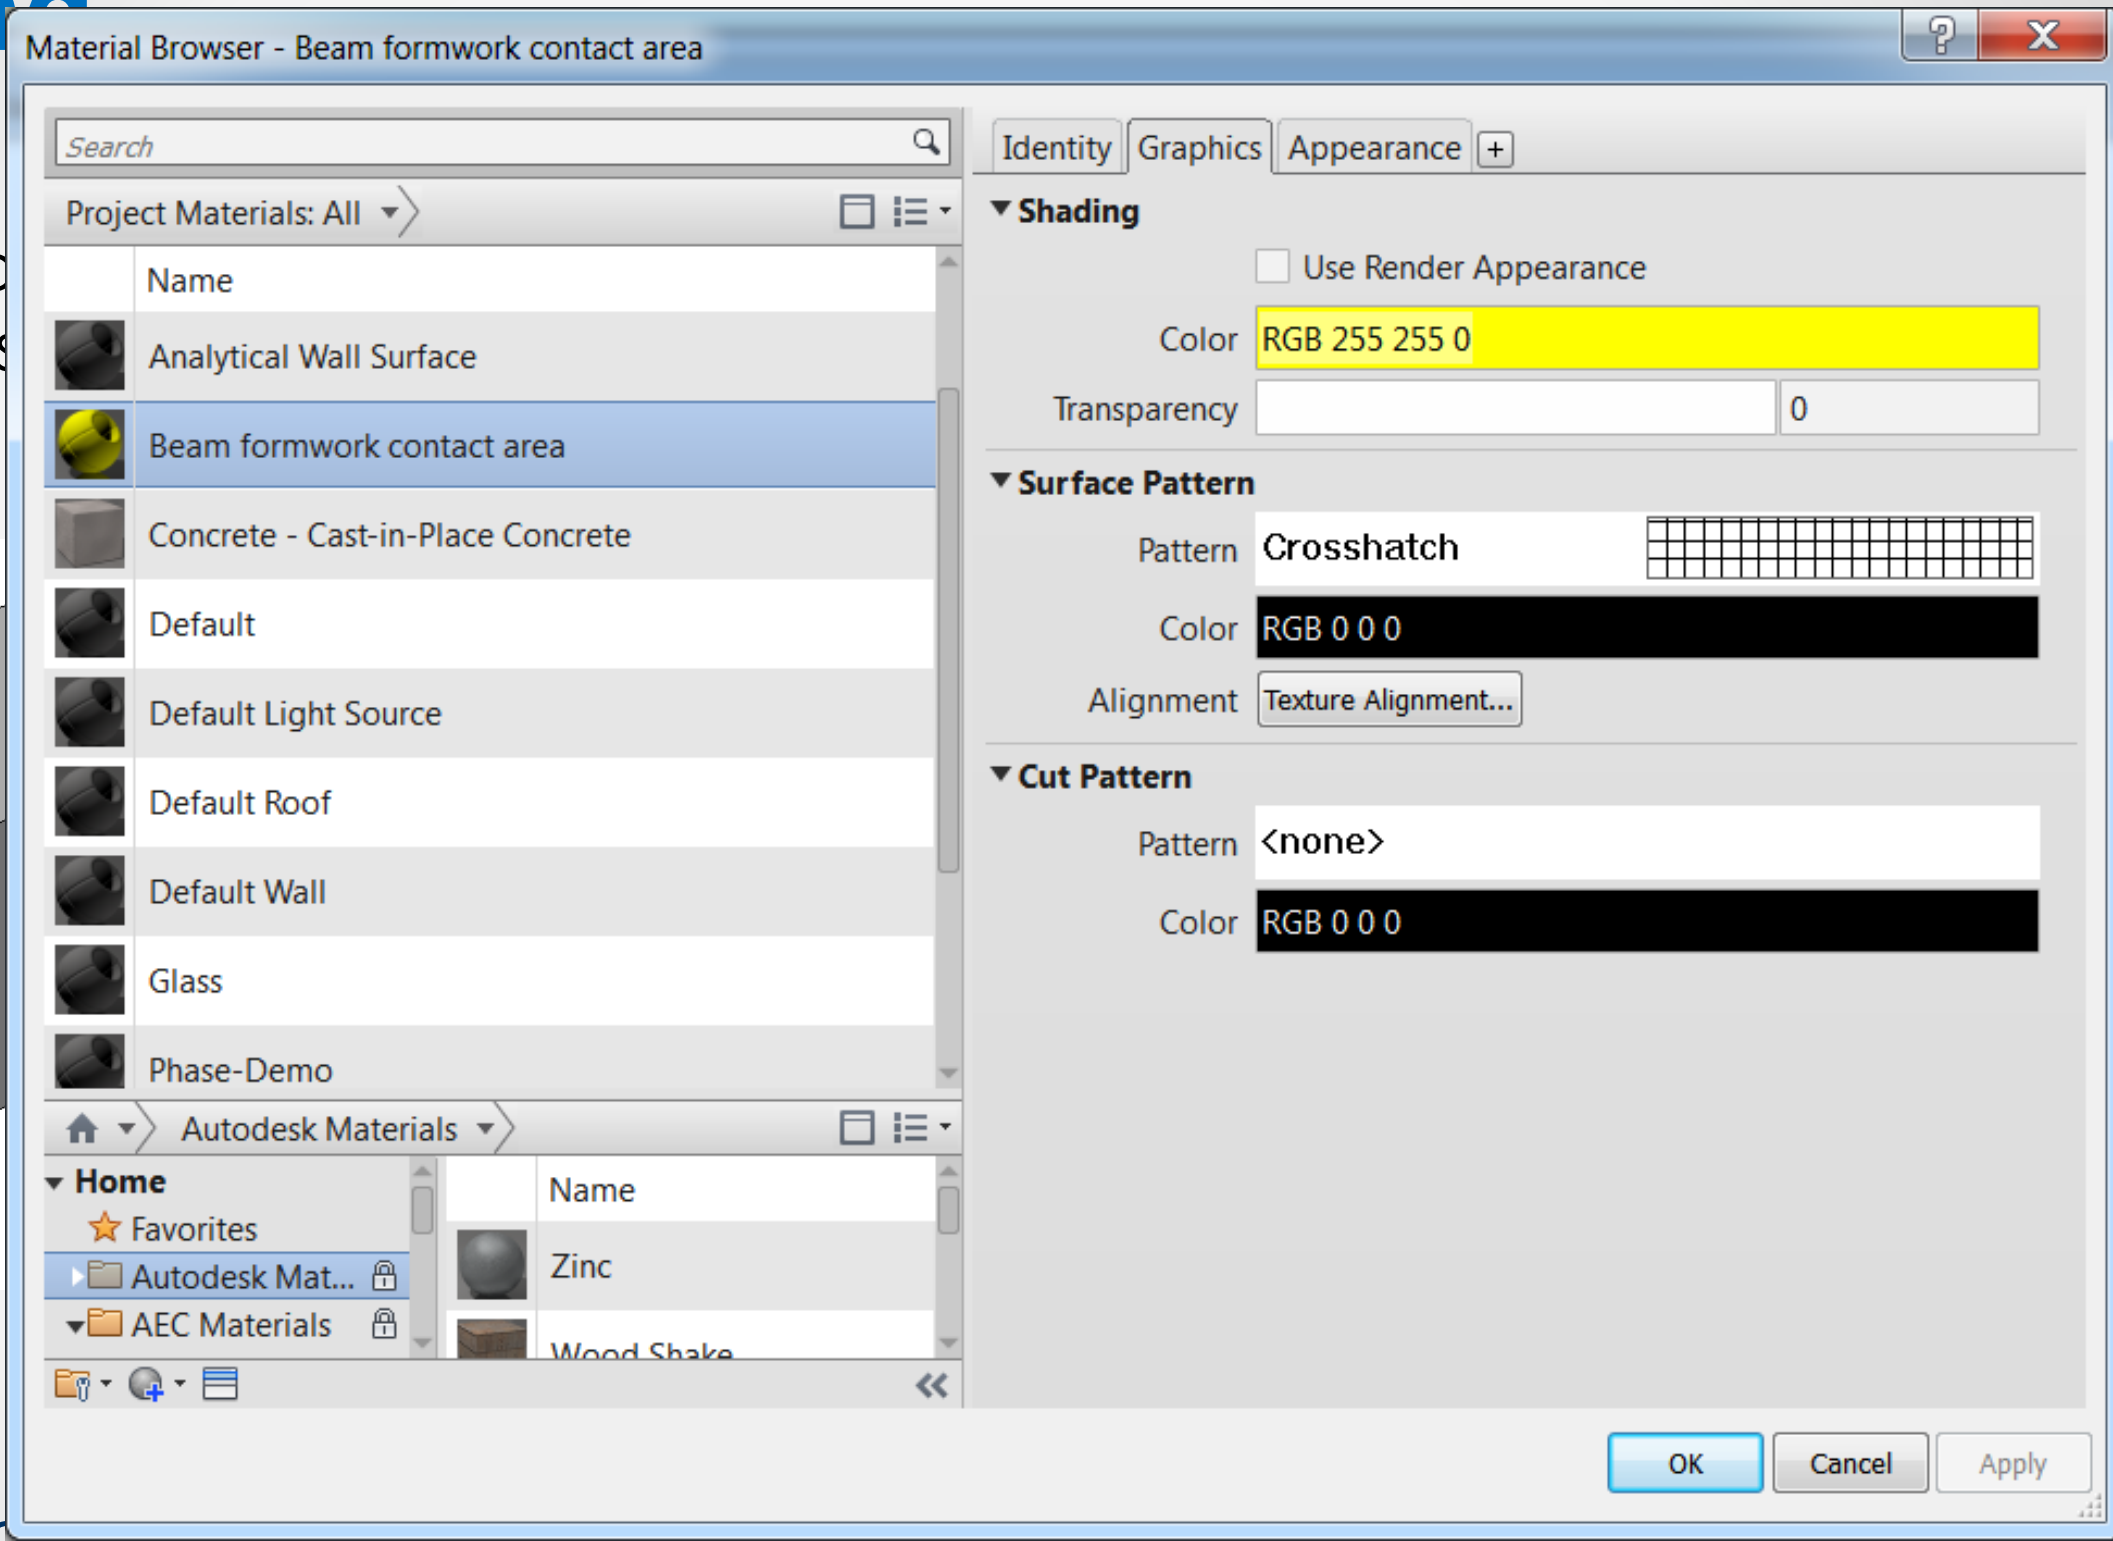 Material Browser - Beam formwork contact area
Search
Project Materials: All
Name
Analytical Wall Surface
Beam formwork contact area
Concrete - Cast-in-Place Concrete
Default
Default Light Source
Default Roof
Default Wall
Glass
Phase-Demo
Autodesk Materials
Home
Favorites
Autodesk Mat...
AEC Materials
Name
Zinc
Wood Shake
Identity Graphics Appearance +
Shading
Use Render Appearance
Color RGB 255 255 0
Transparency 0
Surface Pattern
Pattern Crosshatch
Color RGB 0 0 0
Alignment Texture Alignment...
Cut Pattern
Pattern <none>
Color RGB 0 0 0
OK Cancel Apply